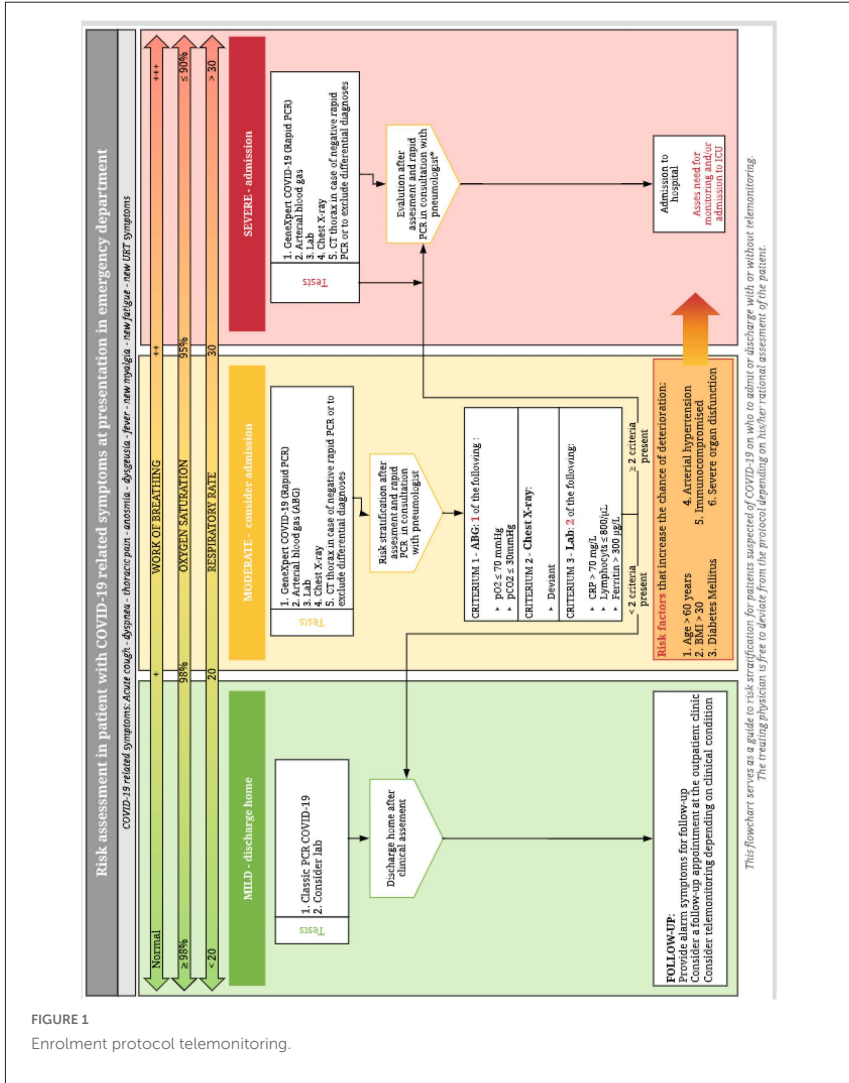 Risk assessment in patient with COVID-19 related symptoms at presentation in emergency department
COVID-19 related symptoms: Acute cough - dyspnea - thoracic pain - anosmia - dysgeusia - fever - new myalgia - new fatigue - new URT symptoms
Normal + WORK OF BREATHING ++ +++
≥ 98% 98% OXYGEN SATURATION 95% ≤ 90%
< 20 20 RESPIRATORY RATE 30 > 30
MILD - discharge home
Tests
1. Classic PCR COVID-19
2. Consider lab
Discharge home after
clinical assement
FOLLOW-UP:
Provide alarm symptoms for follow-up
Consider a follow-up appointment at the outpatient clinic
Consider telemonitoring depending on clinical condition
MODERATE - consider admission
Tests
1. GeneXpert COVID-19 (Rapid PCR)
2. Arterial blood gas (ABG)
3. Lab
4. Chest X-ray
5. CT thorax in case of negative rapid PCR or to
exclude differential diagnoses
Risk stratification after
assesment and rapid
PCR in consultation
with pneumologist
CRITERIUM 1 - ABG: 1 of the following :
‣ pO2 ≤ 70 mmHg
‣ pCO2 ≤ 30mmHg
CRITERIUM 2 - Chest X-ray:
‣ Deviant
CRITERIUM 3 - Lab: 2 of the following:
‣ CRP > 70 mg/L
‣ Lymphocyts ≤ 800/µL
‣ Ferritin > 300 µg/L
< 2 criteria
present
≥ 2 criteria
present
Risk factors that increase the chance of deterioration:
1. Age > 60 years
2. BMI > 30
3. Diabetes Mellitus
4. Arterial hypertension
5. Immunocompromised
6. Severe organ disfunction
SEVERE - admission
Tests
1. GeneXpert COVID-19 (Rapid PCR)
2. Arterial blood gas
3. Lab
4. Chest X-ray
5. CT thorax in case of negative rapid
PCR or to exclude differential diagnoses
Evalution after
assesment and rapid
PCR in consultation with
pneumologist*
Admission to
hospital
Asses need for
monitoring and/or
admission to ICU
This flowchart serves as a guide to risk stratification for patients suspected of COVID-19 on who to admit or discharge with or without telemonitoring.
The treating physician is free to deviate from the protocol depending on his/her rational assesment of the patient.
FIGURE 1
Enrolment protocol telemonitoring.